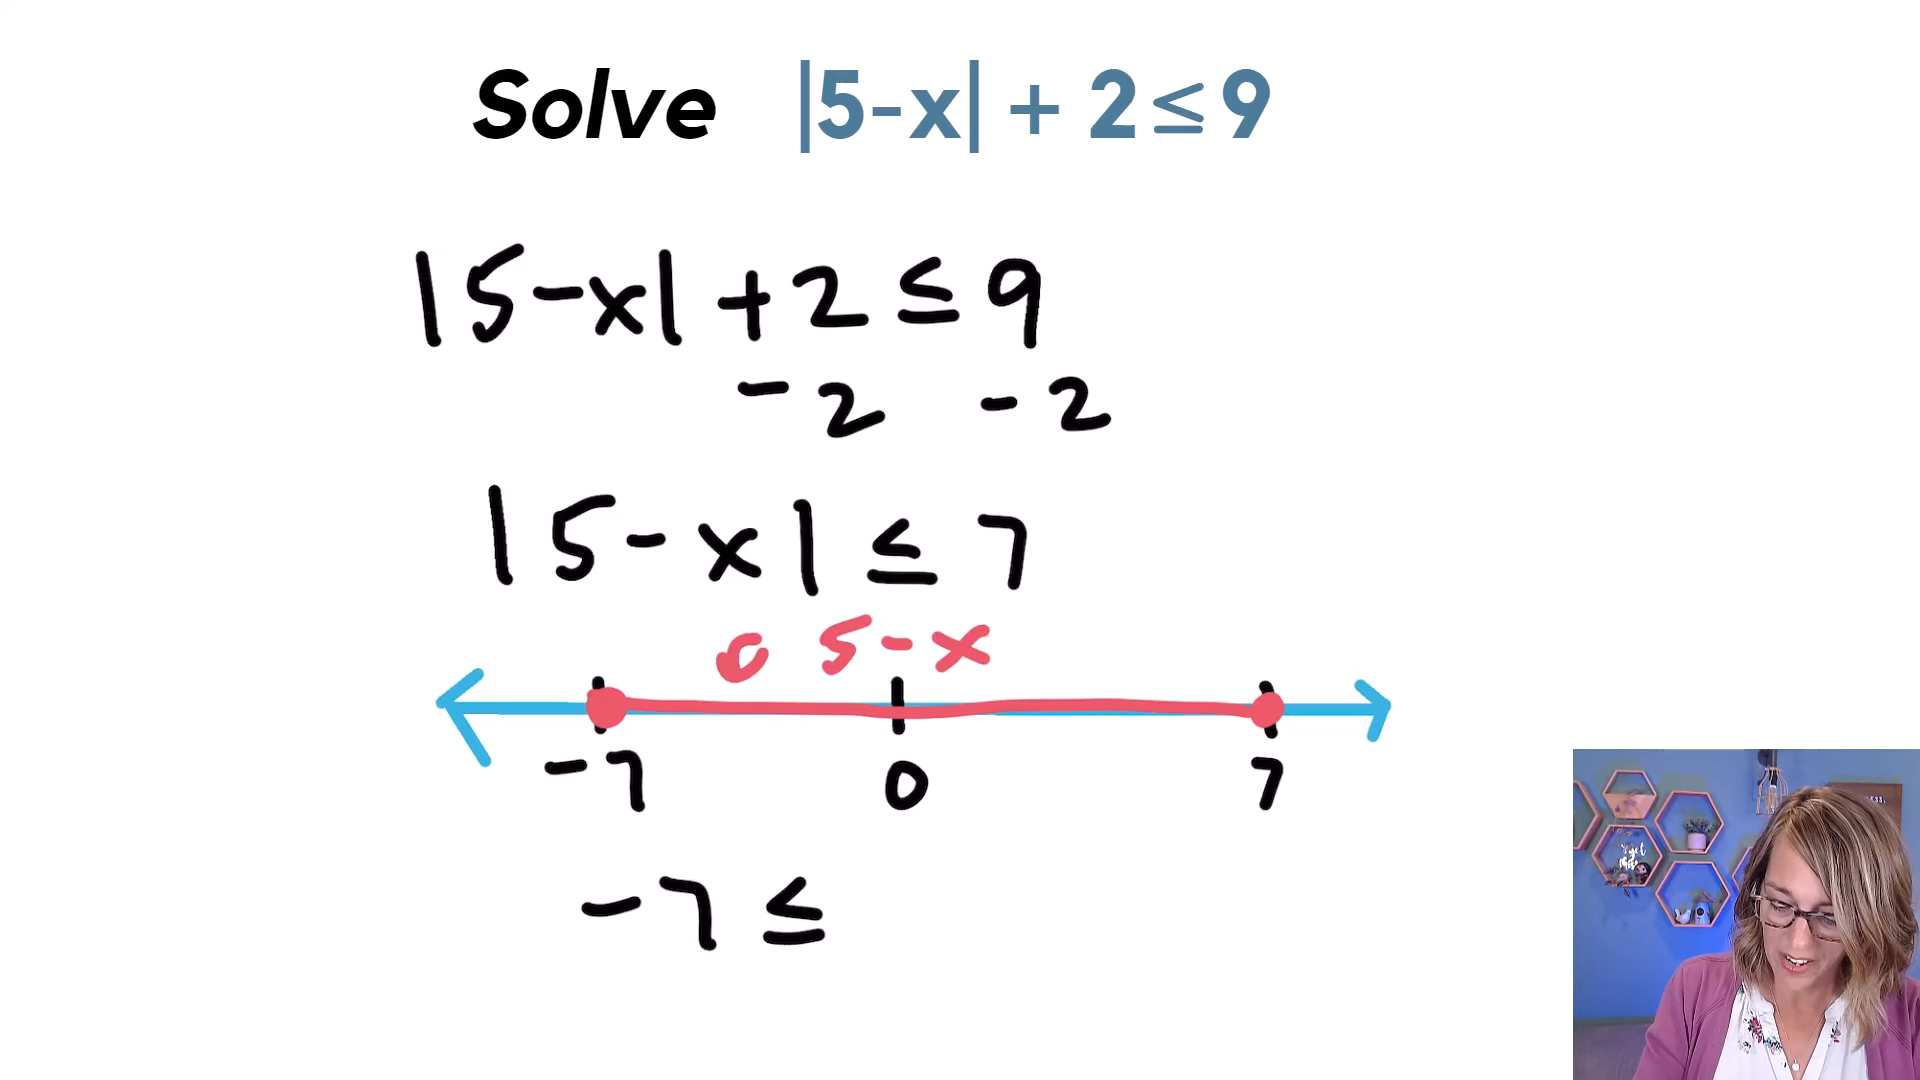 Solve |5-x| + 2 ≤ 9
|5-x| + 2 ≤ 9
-2 -2
|5-x| ≤ 7
5-x
-7 0 7
-7 ≤